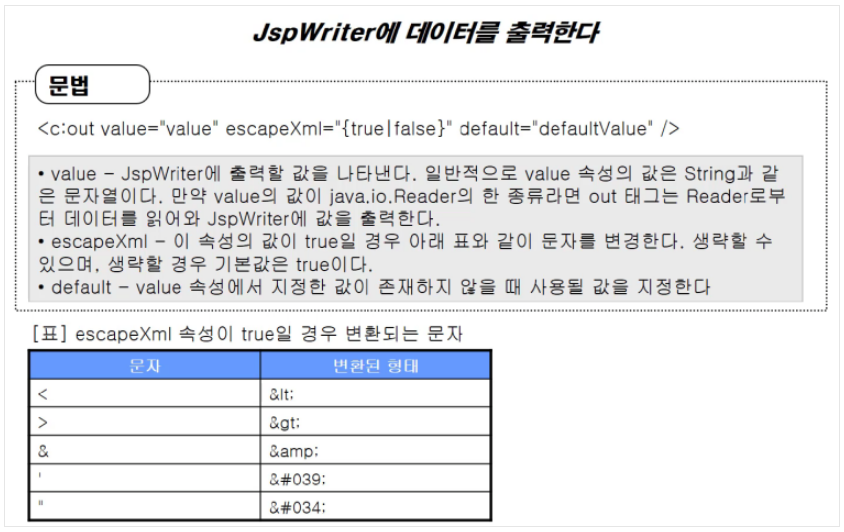 JspWriter에 데이터를 출력한다
문법
<c:out value="value" escapeXml="{true|false}" default="defaultValue" />
• value – JspWriter에 출력할 값을 나타낸다. 일반적으로 value 속성의 값은 String과 같
은 문자열이다. 만약 value의 값이 java.io.Reader의 한 종류라면 out 태그는 Reader로부
터 데이터를 읽어와 JspWriter에 값을 출력한다.
• escapeXml – 이 속성의 값이 true일 경우 아래 표와 같이 문자를 변경한다. 생략할 수
있으며, 생략할 경우 기본값은 true이다.
• default – value 속성에서 지정한 값이 존재하지 않을 때 사용될 값을 지정한다
[표] escapeXml 속성이 true일 경우 변환되는 문자
문자 변환된 형태
< &lt;
> &gt;
& &amp;
' &#039;
" &#034;